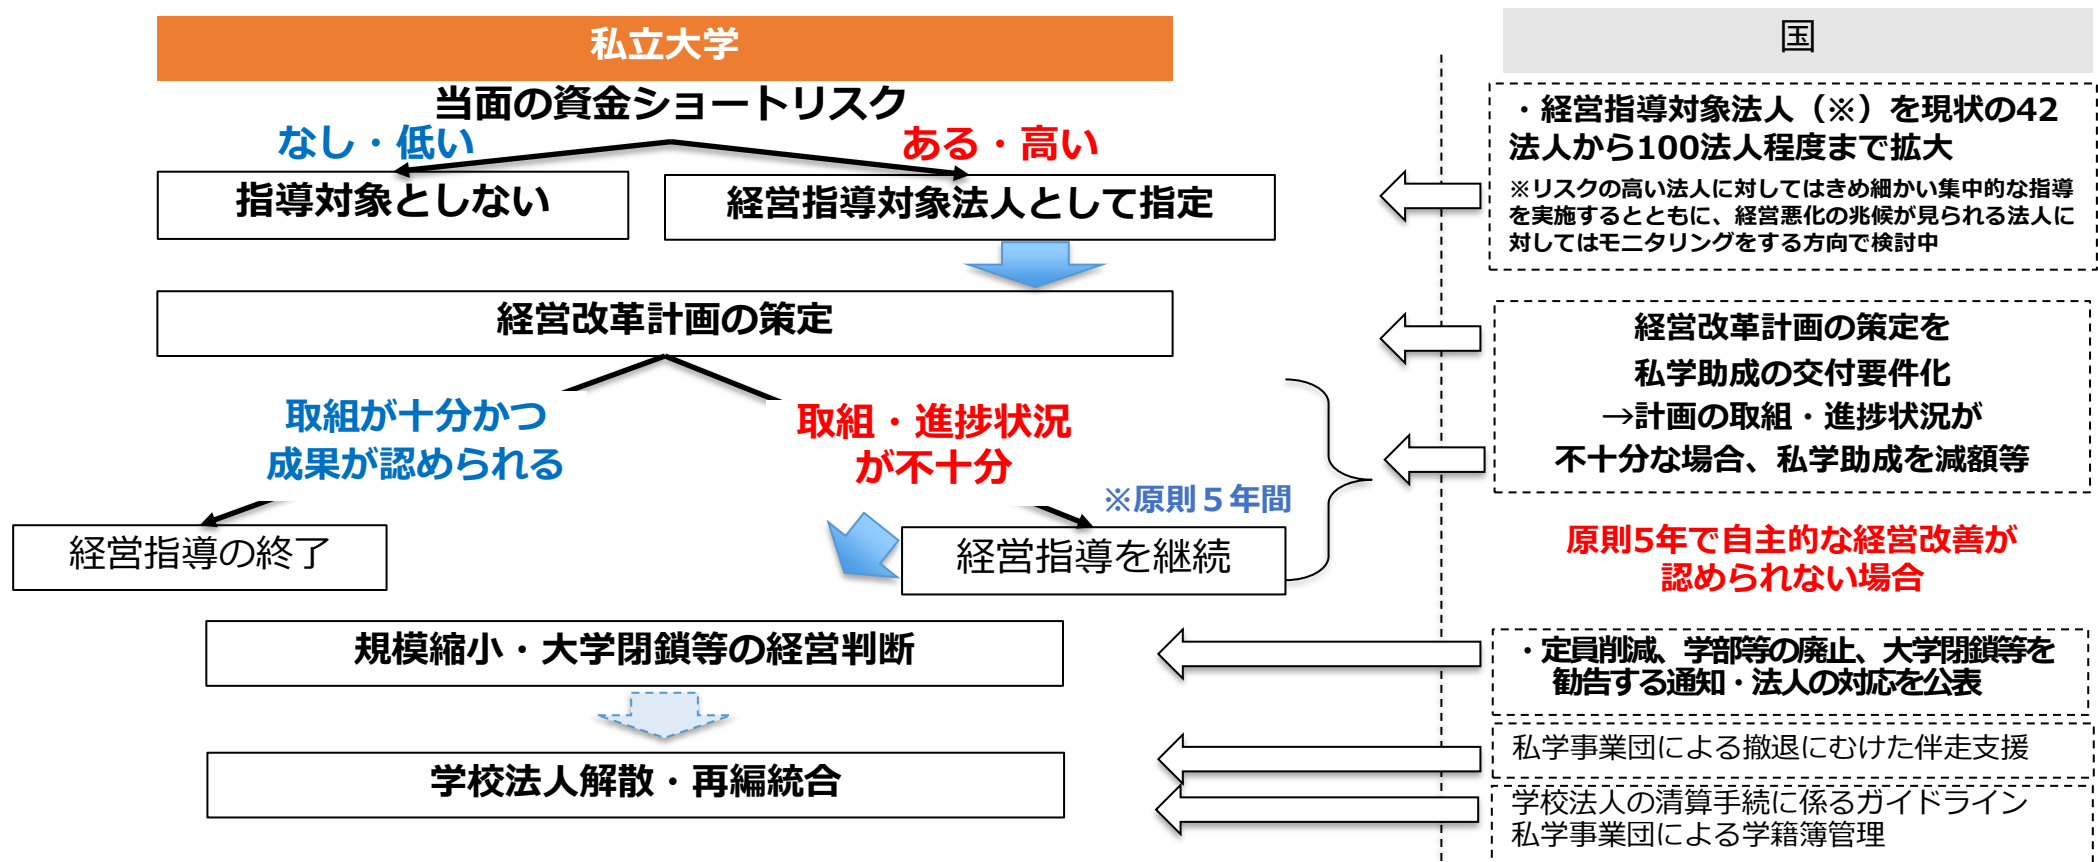 私立大学
当面の資金ショートリスク
なし・低い
ある・高い
指導対象としない
経営指導対象法人として指定
経営改革計画の策定
取組が十分かつ
成果が認められる
取組・進捗状況
が不十分
※原則５年間
経営指導の終了
経営指導を継続
規模縮小・大学閉鎖等の経営判断
学校法人解散・再編統合
国
・経営指導対象法人（※）を現状の42
法人から100法人程度まで拡大
※リスクの高い法人に対してはきめ細かい集中的な指導
を実施するとともに、経営悪化の兆候が見られる法人に
対してはモニタリングをする方向で検討中
経営改革計画の策定を
私学助成の交付要件化
→計画の取組・進捗状況が
不十分な場合、私学助成を減額等
原則5年で自主的な経営改善が
認められない場合
・定員削減、学部等の廃止、大学閉鎖等を
勧告する通知・法人の対応を公表
私学事業団による撤退にむけた伴走支援
学校法人の清算手続に係るガイドライン
私学事業団による学籍簿管理